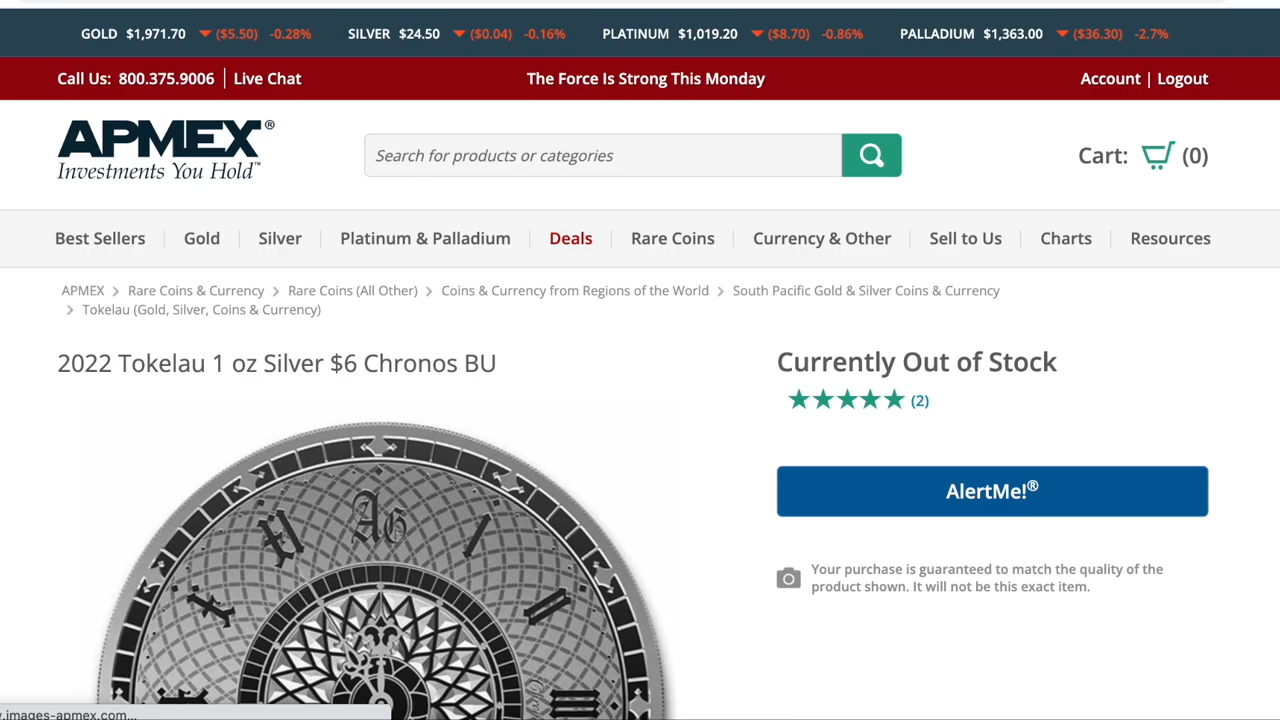 GOLD $1,971.70 ($5.50) -0.28% SILVER $24.50 ($0.04) -0.16% PLATINUM $1,019.20 ($8.70) -0.86% PALLADIUM $1,363.00 ($36.30) -2.7%
Call Us: 800.375.9006 | Live Chat The Force Is Strong This Monday Account | Logout
APMEX®
Investments You Hold™
Search for products or categories
Cart: (0)
Best Sellers Gold Silver Platinum & Palladium Deals Rare Coins Currency & Other Sell to Us Charts Resources
APMEX > Rare Coins & Currency > Rare Coins (All Other) > Coins & Currency from Regions of the World > South Pacific Gold & Silver Coins & Currency
> Tokelau (Gold, Silver, Coins & Currency)
2022 Tokelau 1 oz Silver $6 Chronos BU
Currently Out of Stock
(2)
AlertMe!®
Your purchase is guaranteed to match the quality of the
product shown. It will not be this exact item.
Ag
I
II
III
X
XI
.images-apmex.com...